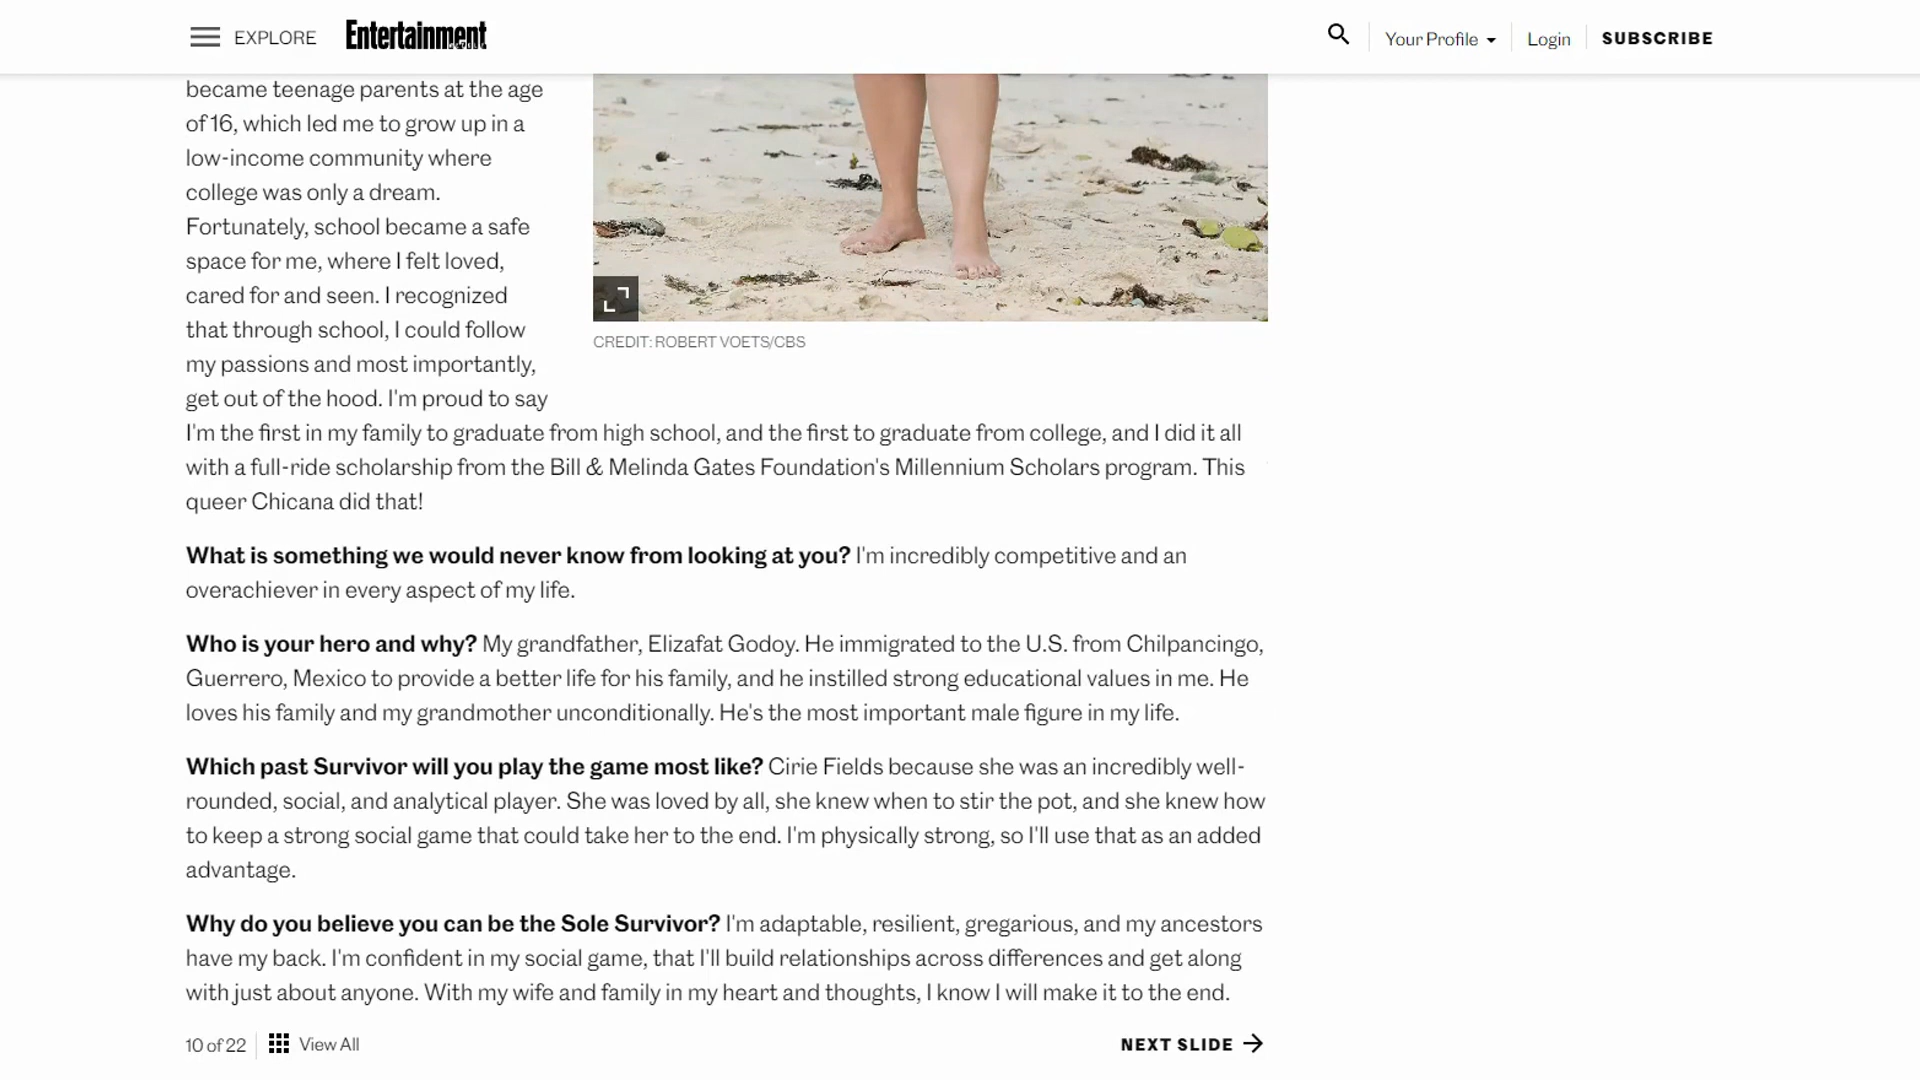 EXPLORE
Entertainment
Your Profile
Login
SUBSCRIBE
became teenage parents at the age
of 16, which led me to grow up in a
low-income community where
college was only a dream.
Fortunately, school became a safe
space for me, where I felt loved,
cared for and seen. I recognized
that through school, I could follow
my passions and most importantly,
get out of the hood. I'm proud to say
CREDIT: ROBERT VOETS/CBS
I'm the first in my family to graduate from high school, and the first to graduate from college, and I did it all
with a full-ride scholarship from the Bill & Melinda Gates Foundation's Millennium Scholars program. This
queer Chicana did that!
What is something we would never know from looking at you? I'm incredibly competitive and an
overachiever in every aspect of my life.
Who is your hero and why? My grandfather, Elizafat Godoy. He immigrated to the U.S. from Chilpancingo,
Guerrero, Mexico to provide a better life for his family, and he instilled strong educational values in me. He
loves his family and my grandmother unconditionally. He's the most important male figure in my life.
Which past Survivor will you play the game most like? Cirie Fields because she was an incredibly well-
rounded, social, and analytical player. She was loved by all, she knew when to stir the pot, and she knew how
to keep a strong social game that could take her to the end. I'm physically strong, so I'll use that as an added
advantage.
Why do you believe you can be the Sole Survivor? I'm adaptable, resilient, gregarious, and my ancestors
have my back. I'm confident in my social game, that I'll build relationships across differences and get along
with just about anyone. With my wife and family in my heart and thoughts, I know I will make it to the end.
10 of 22
View All
NEXT SLIDE